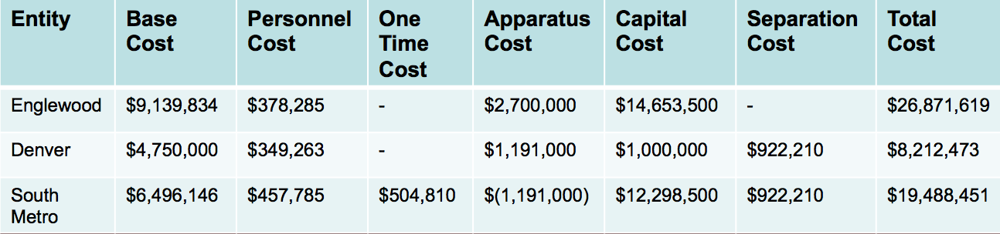 Entity Base Cost Personnel Cost One Time Cost Apparatus Cost Capital Cost Separation Cost Total Cost
Englewood $9,139,834 $378,285 - $2,700,000 $14,653,500 - $26,871,619
Denver $4,750,000 $349,263 - $1,191,000 $1,000,000 $922,210 $8,212,473
South Metro $6,496,146 $457,785 $504,810 $(1,191,000) $12,298,500 $922,210 $19,488,451